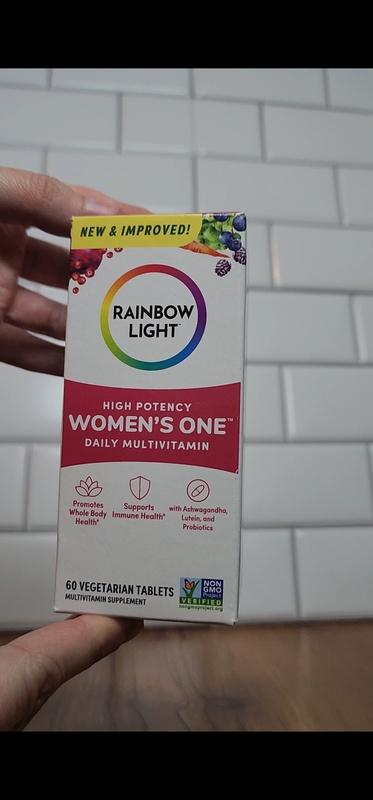 NEW & IMPROVED!
RAINBOW
LIGHT™
HIGH POTENCY
WOMEN'S ONE™
DAILY MULTIVITAMIN
Promotes
Whole Body
Health*
Supports
Immune Health*
with Ashwagandha,
Lutein, and
Probiotics
60 VEGETARIAN TABLETS
MULTIVITAMIN SUPPLEMENT
NON
GMO
Project
VERIFIED
nongmoproject.org